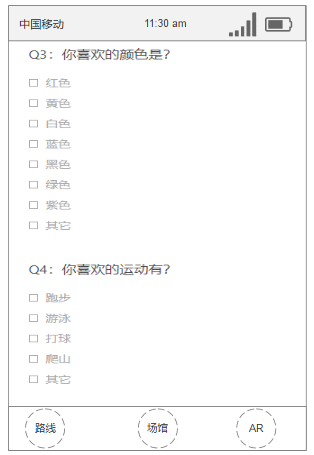 中国移动 11:30 am
Q3：你喜欢的颜色是？
红色
黄色
白色
蓝色
黑色
绿色
紫色
其它
Q4：你喜欢的运动有？
跑步
游泳
打球
爬山
其它
路线 场馆 AR